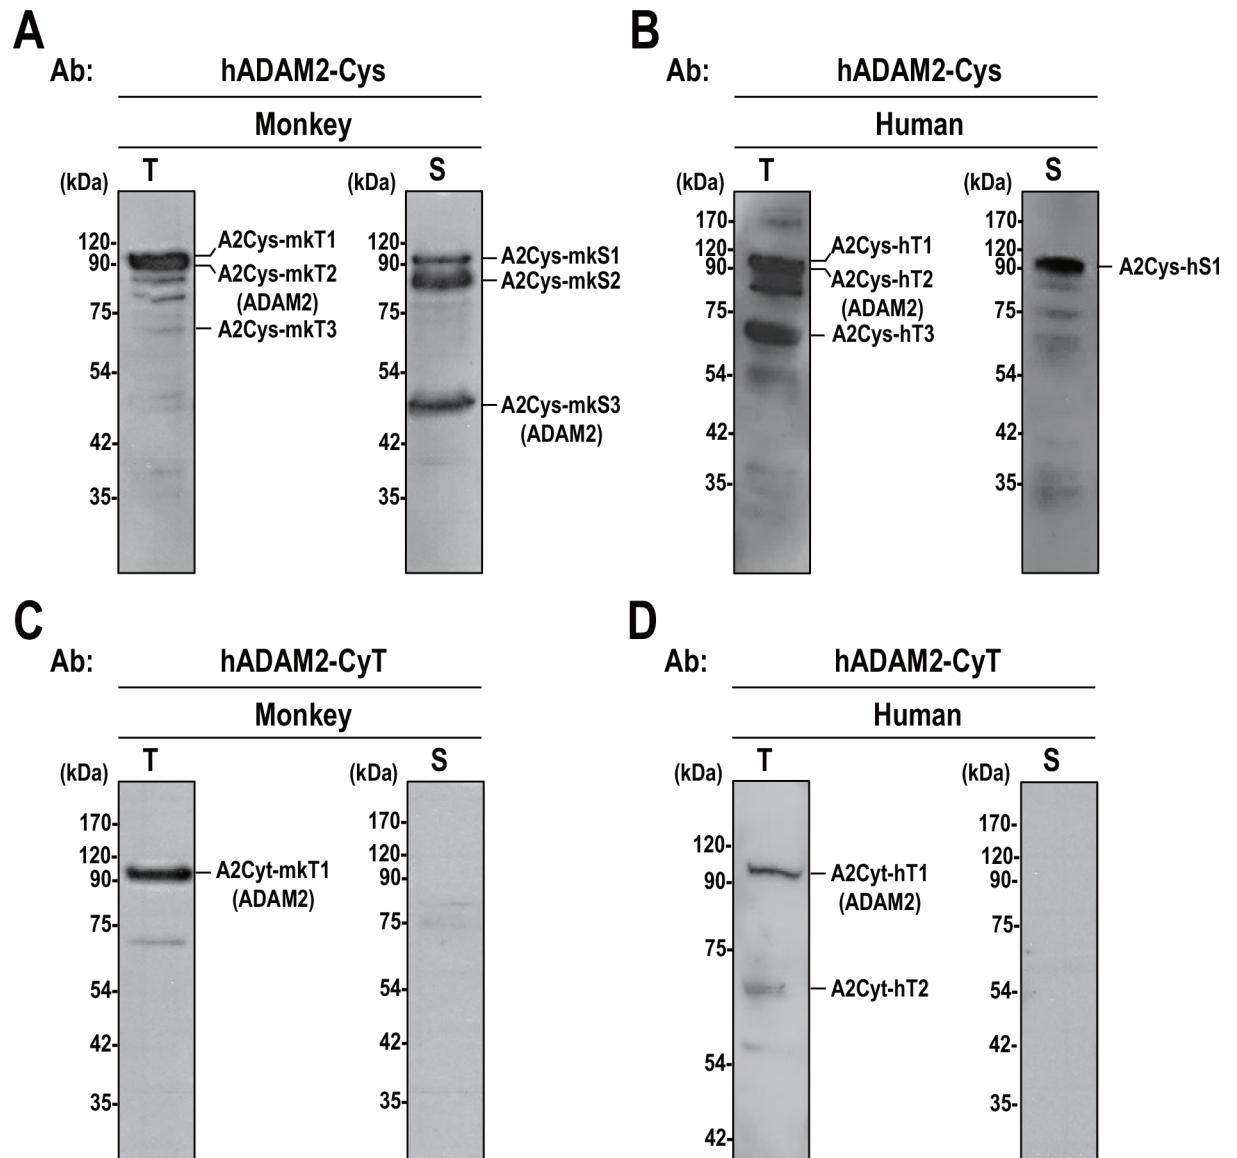 A
Ab: hADAM2-Cys
Monkey
T
S
(kDa)
120-
90-
75-
54-
42-
35-
A2Cys-mkT1
A2Cys-mkT2
(ADAM2)
A2Cys-mkT3
(kDa)
120-
90-
75-
54-
42-
35-
A2Cys-mkS1
A2Cys-mkS2
A2Cys-mkS3
(ADAM2)
B
Ab: hADAM2-Cys
Human
T
S
(kDa)
170-
120-
90-
75-
54-
42-
35-
A2Cys-hT1
A2Cys-hT2
(ADAM2)
A2Cys-hT3
(kDa)
170-
120-
90-
75-
54-
42-
35-
A2Cys-hS1
C
Ab: hADAM2-CyT
Monkey
T
S
(kDa)
170-
120-
90-
75-
54-
42-
35-
A2Cyt-mkT1
(ADAM2)
(kDa)
170-
120-
90-
75-
54-
42-
35-
D
Ab: hADAM2-CyT
Human
T
S
(kDa)
120-
90-
75-
54-
42-
A2Cyt-hT1
(ADAM2)
A2Cyt-hT2
(kDa)
170-
120-
90-
75-
54-
42-
35-